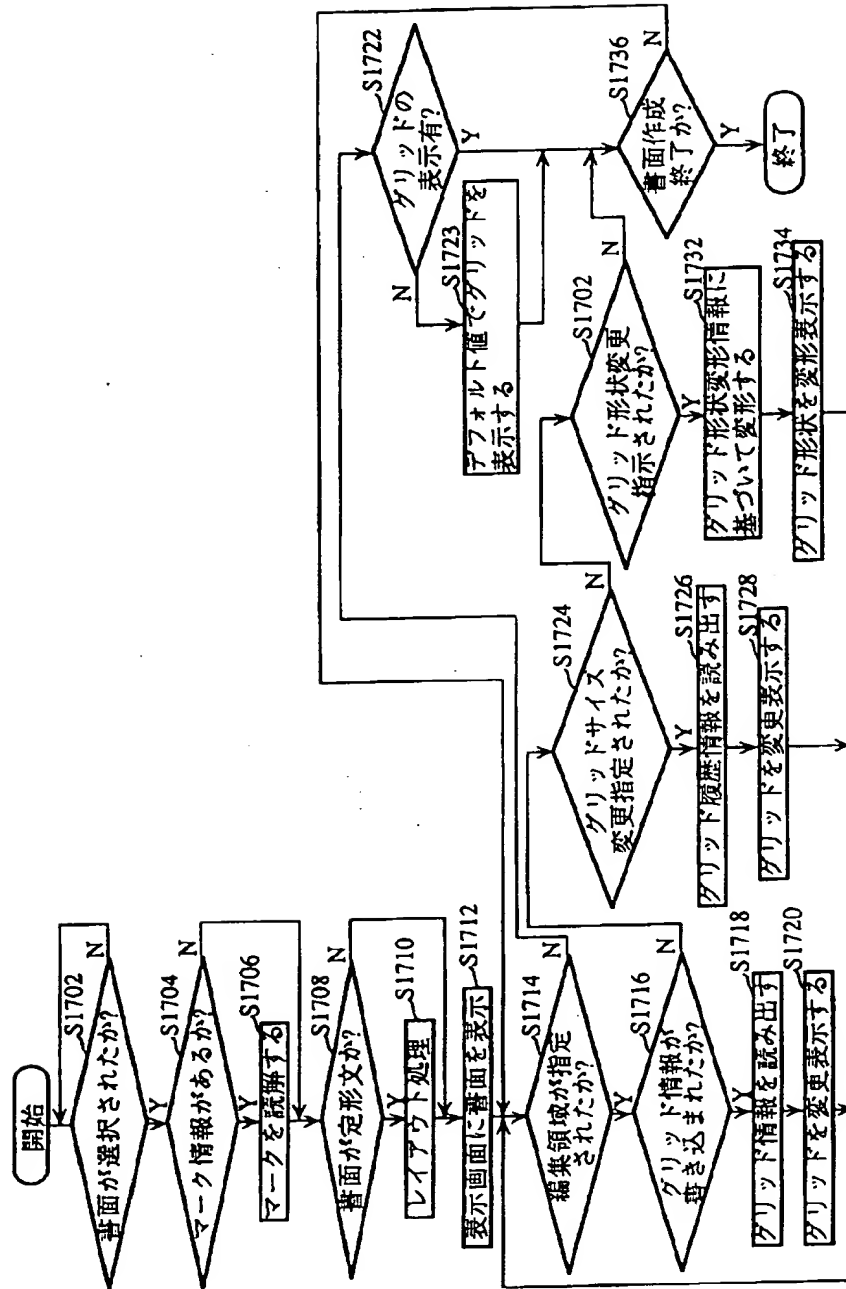 開始
S1702
書面が選択されたか?
N
Y
S1704
マーク情報があるか?
N
Y
S1706
マークを読解する
S1708
書面が定形文か?
N
Y
S1710
レイアウト処理
S1712
表示画面に書面を表示
S1714
編集領域が指定
されたか?
N
Y
S1716
グリッド情報が
書き込まれたか?
N
Y
S1718
グリッド情報を読み出す
S1720
グリッドを変更表示する
S1724
グリッドサイズ
変更指定されたか?
N
Y
S1726
グリッド履歴情報を読み出す
S1728
グリッドを変更表示する
S1702
グリッド形状変更
指示されたか?
N
Y
S1732
グリッド形状変形情報に
基づいて変形する
S1734
グリッド形状を変形表示する
S1722
グリッドの
表示有?
N
Y
S1723
デフォルト値でグリッドを
表示する
S1736
書面作成
終了か?
N
Y
終了